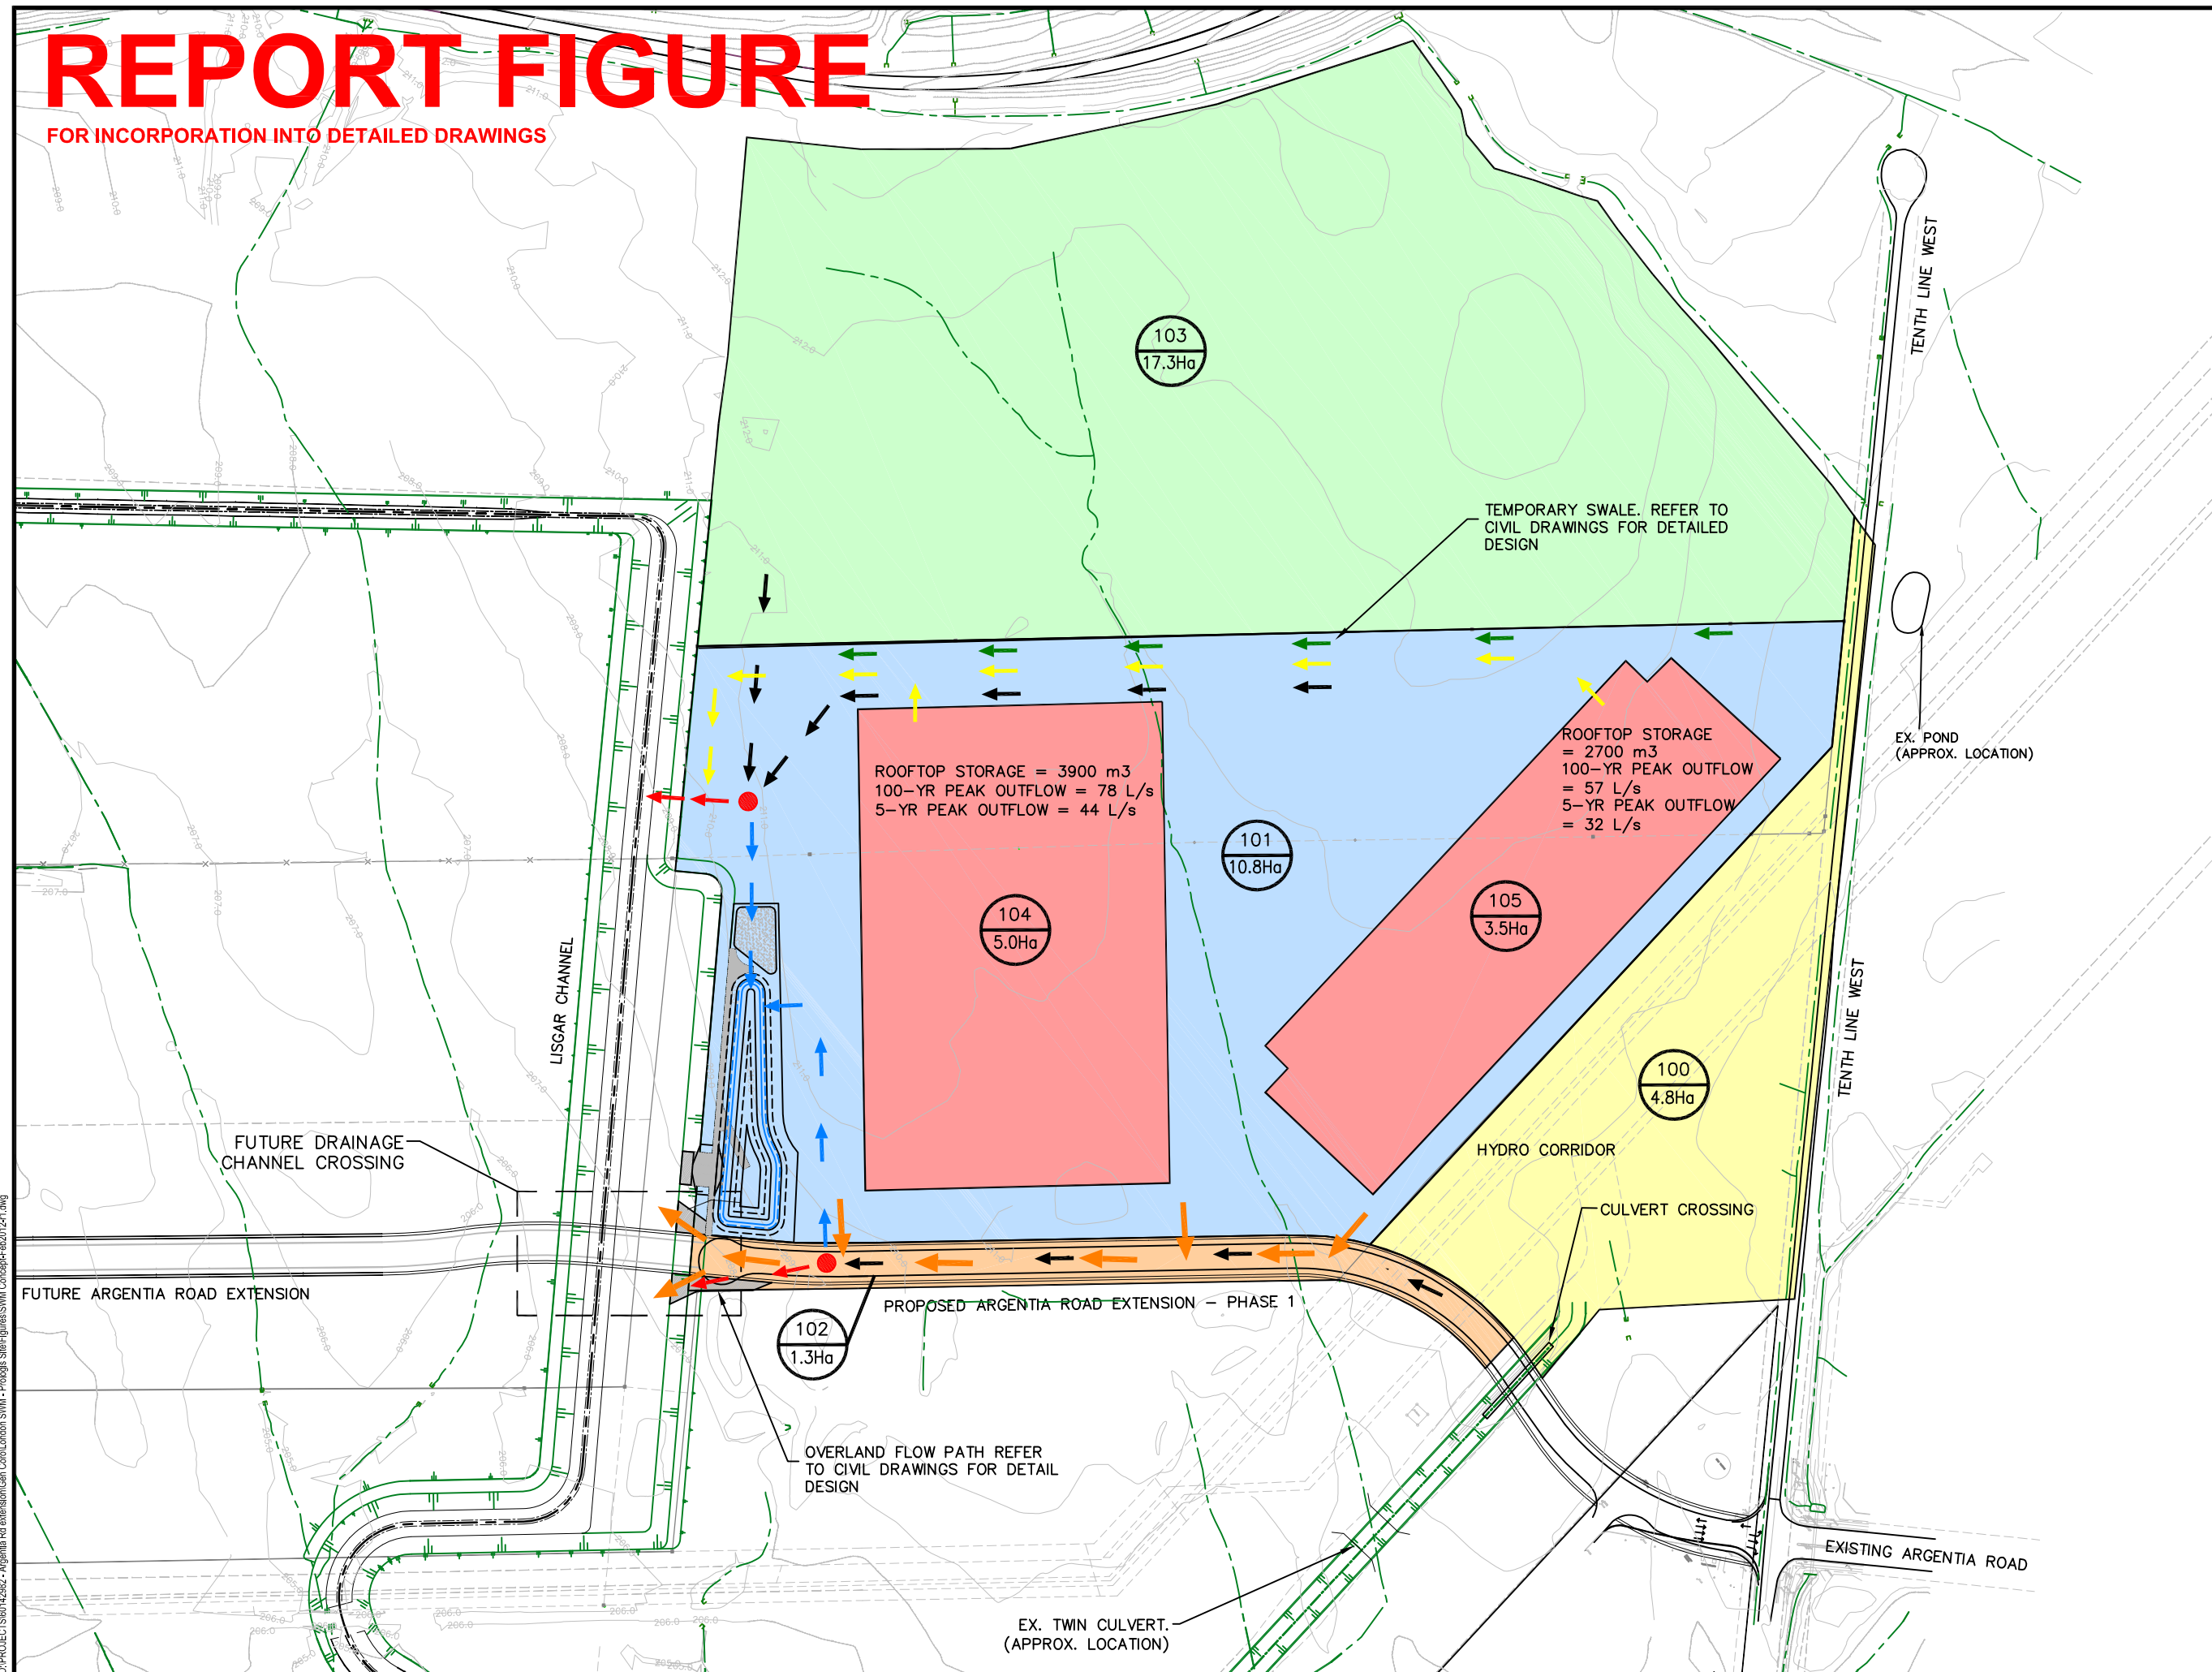 REPORT FIGURE
FOR INCORPORATION INTO DETAILED DRAWINGS
TENTH LINE WEST
103
17.3Ha
TEMPORARY SWALE. REFER TO
CIVIL DRAWINGS FOR DETAILED
DESIGN
EX. POND
(APPROX. LOCATION)
ROOFTOP STORAGE
= 2700 m3
100-YR PEAK OUTFLOW
= 57 L/s
5-YR PEAK OUTFLOW
= 32 L/s
ROOFTOP STORAGE = 3900 m3
100-YR PEAK OUTFLOW = 78 L/s
5-YR PEAK OUTFLOW = 44 L/s
101
10.8Ha
104
5.0Ha
105
3.5Ha
LISGAR CHANNEL
TENTH LINE WEST
100
4.8Ha
HYDRO CORRIDOR
FUTURE DRAINAGE
CHANNEL CROSSING
CULVERT CROSSING
FUTURE ARGENTIA ROAD EXTENSION
PROPOSED ARGENTIA ROAD EXTENSION - PHASE 1
102
1.3Ha
OVERLAND FLOW PATH REFER
TO CIVIL DRAWINGS FOR DETAIL
DESIGN
EXISTING ARGENTIA ROAD
EX. TWIN CULVERT.
(APPROX. LOCATION)